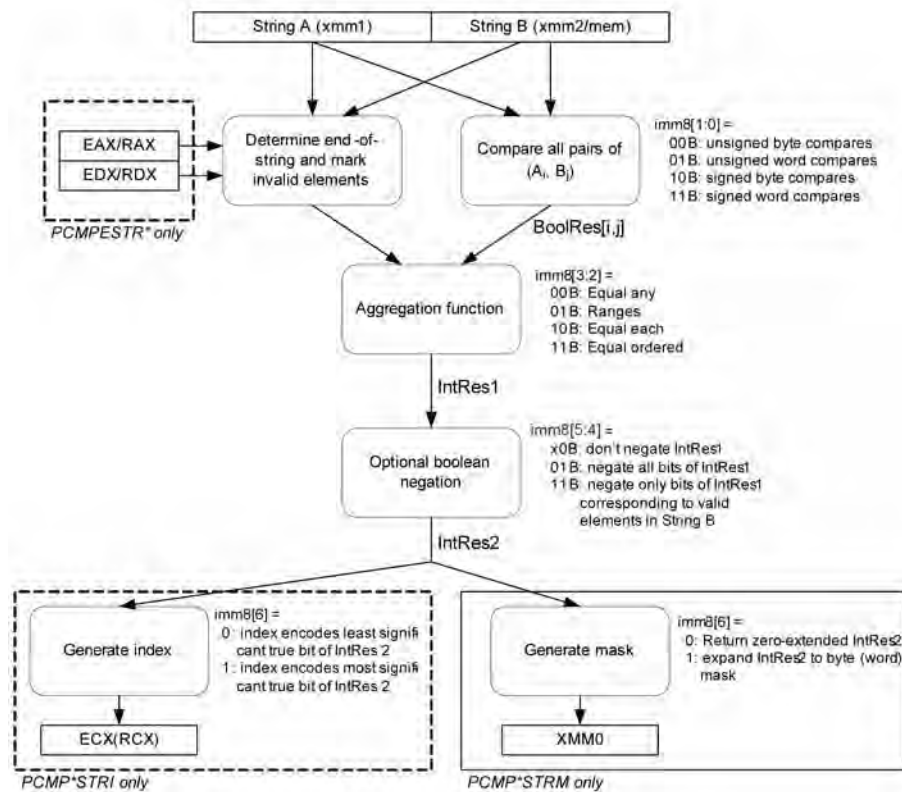 String A (xmm1)
String B (xmm2/mem)
EAX/RAX
EDX/RDX
PCMPESTR* only
Determine end-of-
string and mark
invalid elements
Compare all pairs of
(Ai, Bj)
imm8[1:0] =
00B: unsigned byte compares
01B: unsigned word compares
10B: signed byte compares
11B: signed word compares
BoolRes[i,j]
Aggregation function
imm8[3:2] =
00B: Equal any
01B: Ranges
10B: Equal each
11B: Equal ordered
IntRes1
Optional boolean
negation
imm8[5:4] =
x0B: don't negate IntRes1
01B: negate all bits of IntRes1
11B: negate only bits of IntRes1
corresponding to valid
elements in String B
IntRes2
Generate index
imm8[6] =
0: index encodes least signifi
cant true bit of IntRes 2
1: index encodes most signifi
cant true bit of IntRes 2
ECX(RCX)
PCMP*STRI only
Generate mask
imm8[6] =
0: Return zero-extended IntRes2
1: expand IntRes2 to byte (word)
mask
XMM0
PCMP*STRM only